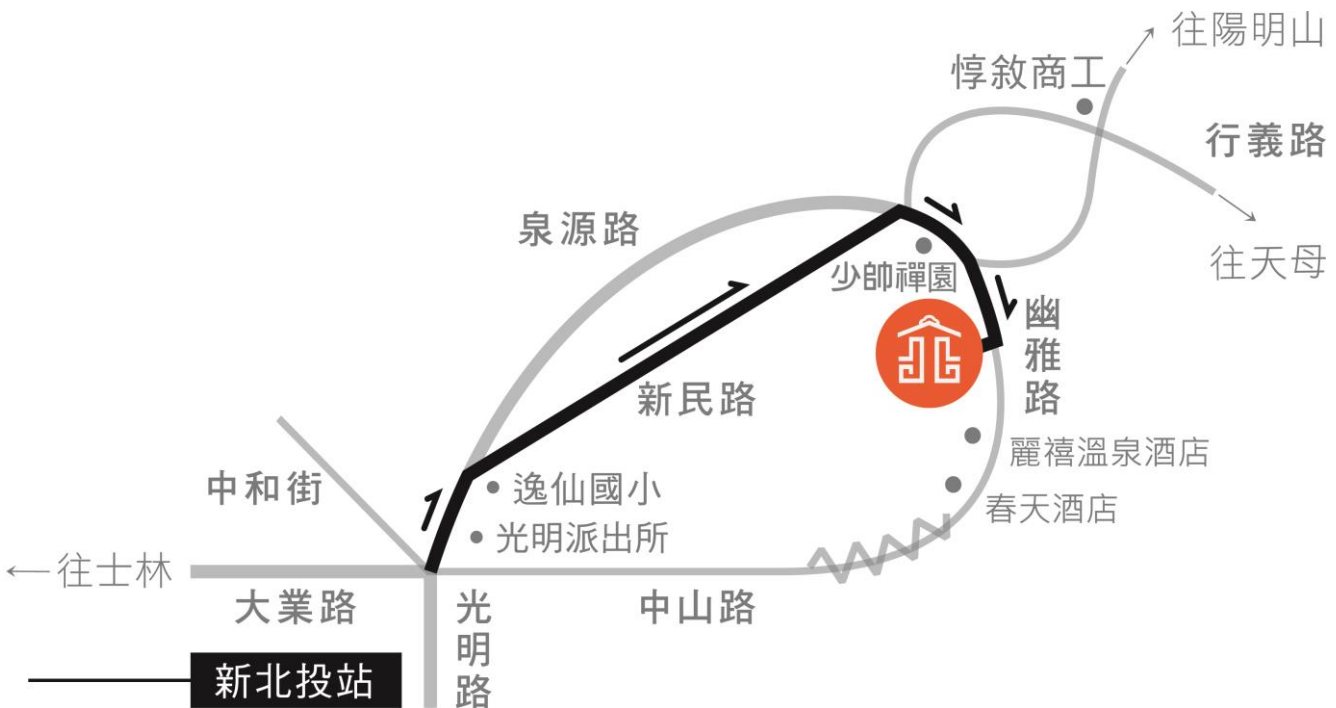 往陽明山
惇敘商工
行義路
泉源路
往天母
少帥禪園
幽雅路
新民路
麗禧溫泉酒店
中和街
逸仙國小
春天酒店
光明派出所
往士林
大業路
光明路
中山路
新北投站